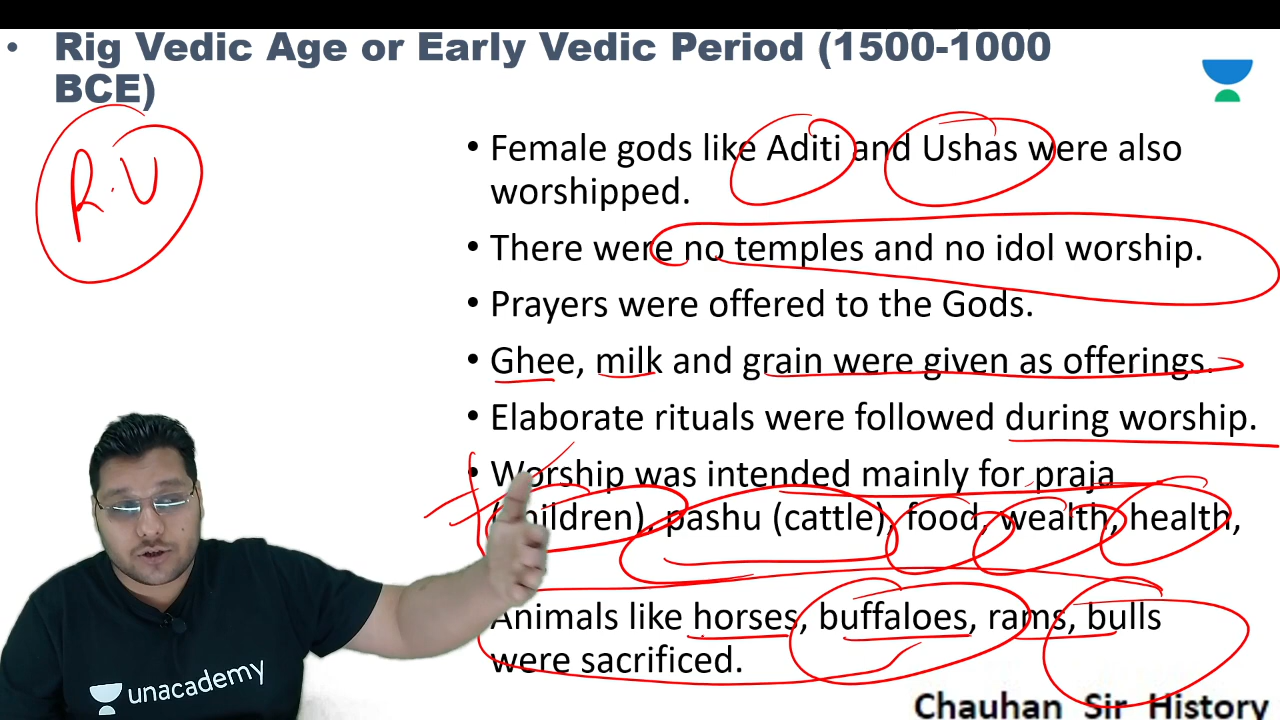 • Rig Vedic Age or Early Vedic Period (1500-1000
BCE)
R.V
• Female gods like Aditi and Ushas were also
worshipped.
• There were no temples and no idol worship.
• Prayers were offered to the Gods.
• Ghee, milk and grain were given as offerings.
• Elaborate rituals were followed during worship.
• Worship was intended mainly for praja
(children), pashu (cattle), food, wealth, health,
Animals like horses, buffaloes, rams, bulls
were sacrificed.
unacademy
Chauhan Sir History